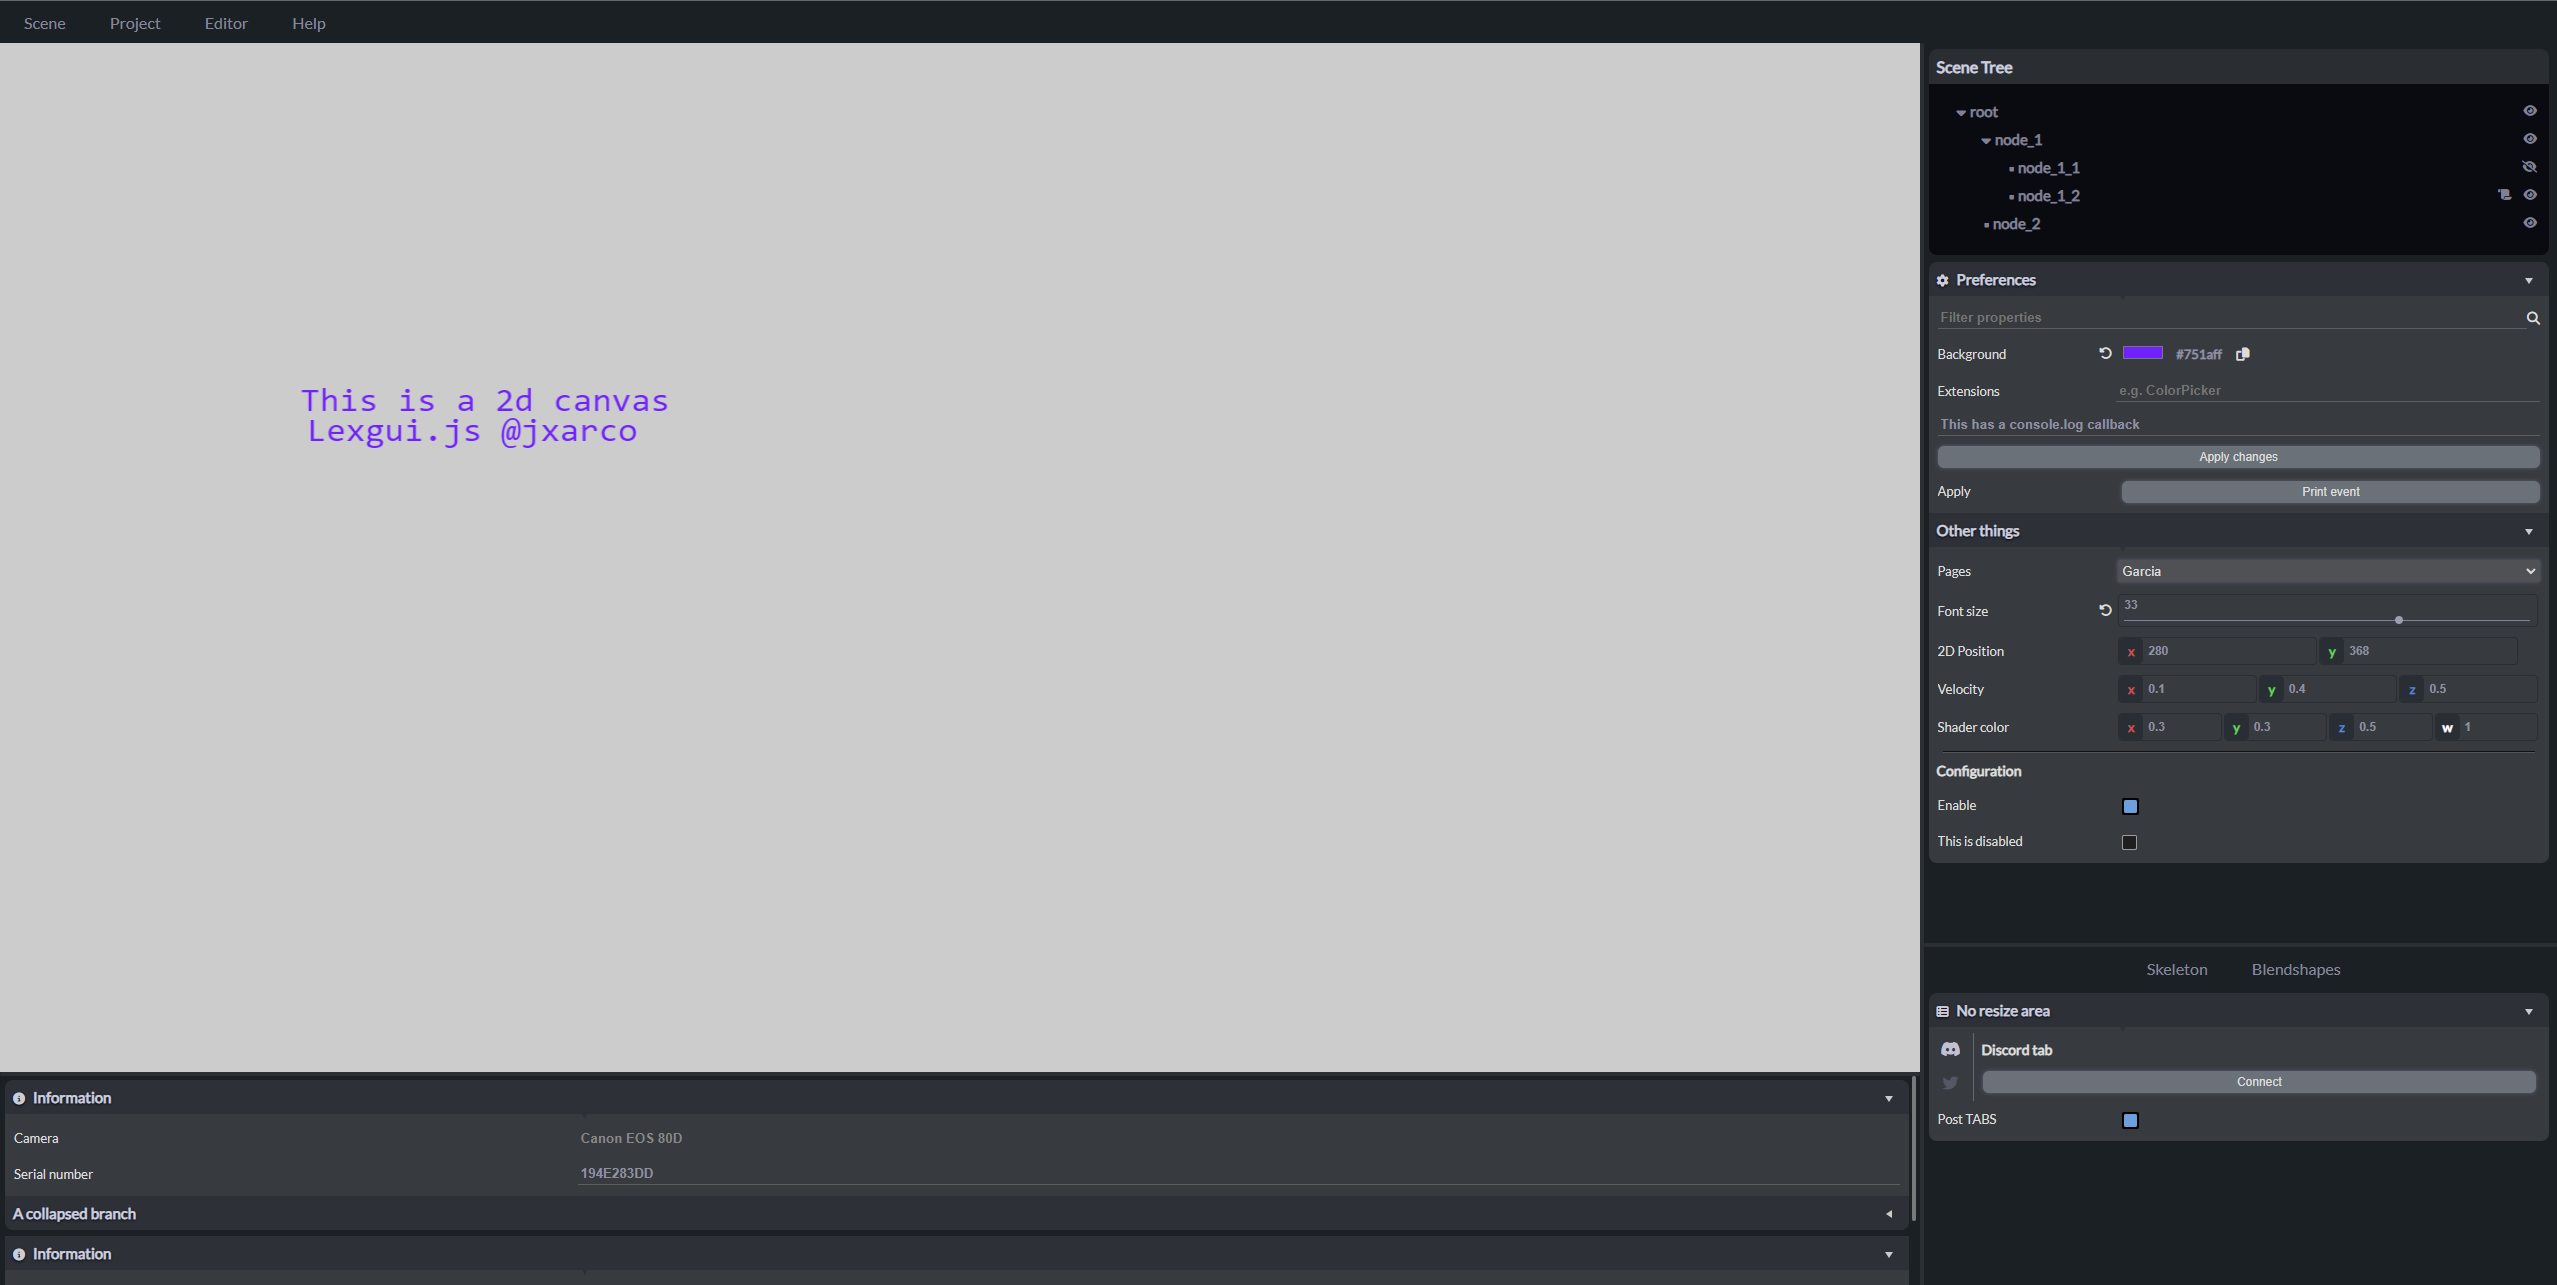 Scene Project Editor Help
This is a 2d canvas
Lexgui.js @jxarco
Scene Tree
root
node_1
node_1_1
node_1_2
node_2
Preferences
Filter properties
Background #751aff
Extensions e.g. ColorPicker
This has a console.log callback
Apply changes
Apply Print event
Other things
Pages Garcia
Font size 33
2D Position x 280 y 368
Velocity x 0.1 y 0.4 z 0.5
Shader color x 0.3 y 0.3 z 0.5 w 1
Configuration
Enable
This is disabled
Skeleton Blendshapes
No resize area
Discord tab
Connect
Post TABS
Information
Camera Canon EOS 80D
Serial number 194E283DD
A collapsed branch
Information